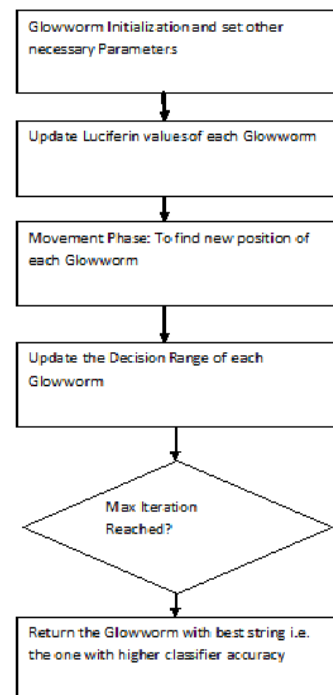 Glowworm Initialization and set other
necessary Parameters
Update Luciferin values of each Glowworm
Movement Phase: To find new position of
each Glowworm
Update the Decision Range of each
Glowworm
Max Iteration
Reached?
Return the Glowworm with best string i.e.
the one with higher classifier accuracy